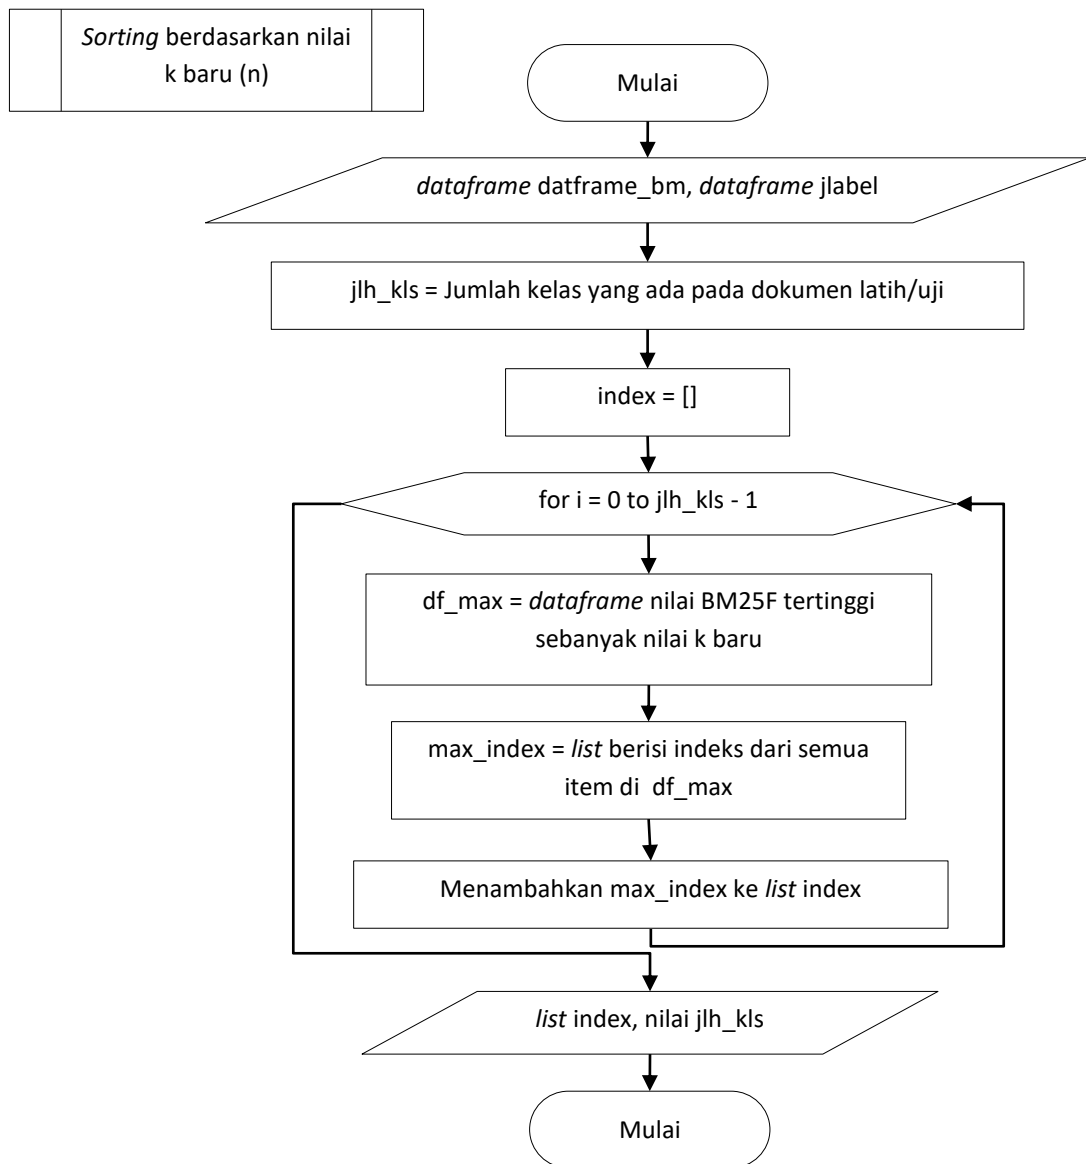 Sorting berdasarkan nilai
k baru (n)
Mulai
dataframe datframe_bm, dataframe jlabel
jlh_kls = Jumlah kelas yang ada pada dokumen latih/uji
index = []
for i = 0 to jlh_kls - 1
df_max = dataframe nilai BM25F tertinggi
sebanyak nilai k baru
max_index = list berisi indeks dari semua
item di  df_max
Menambahkan max_index ke list index
list index, nilai jlh_kls
Mulai